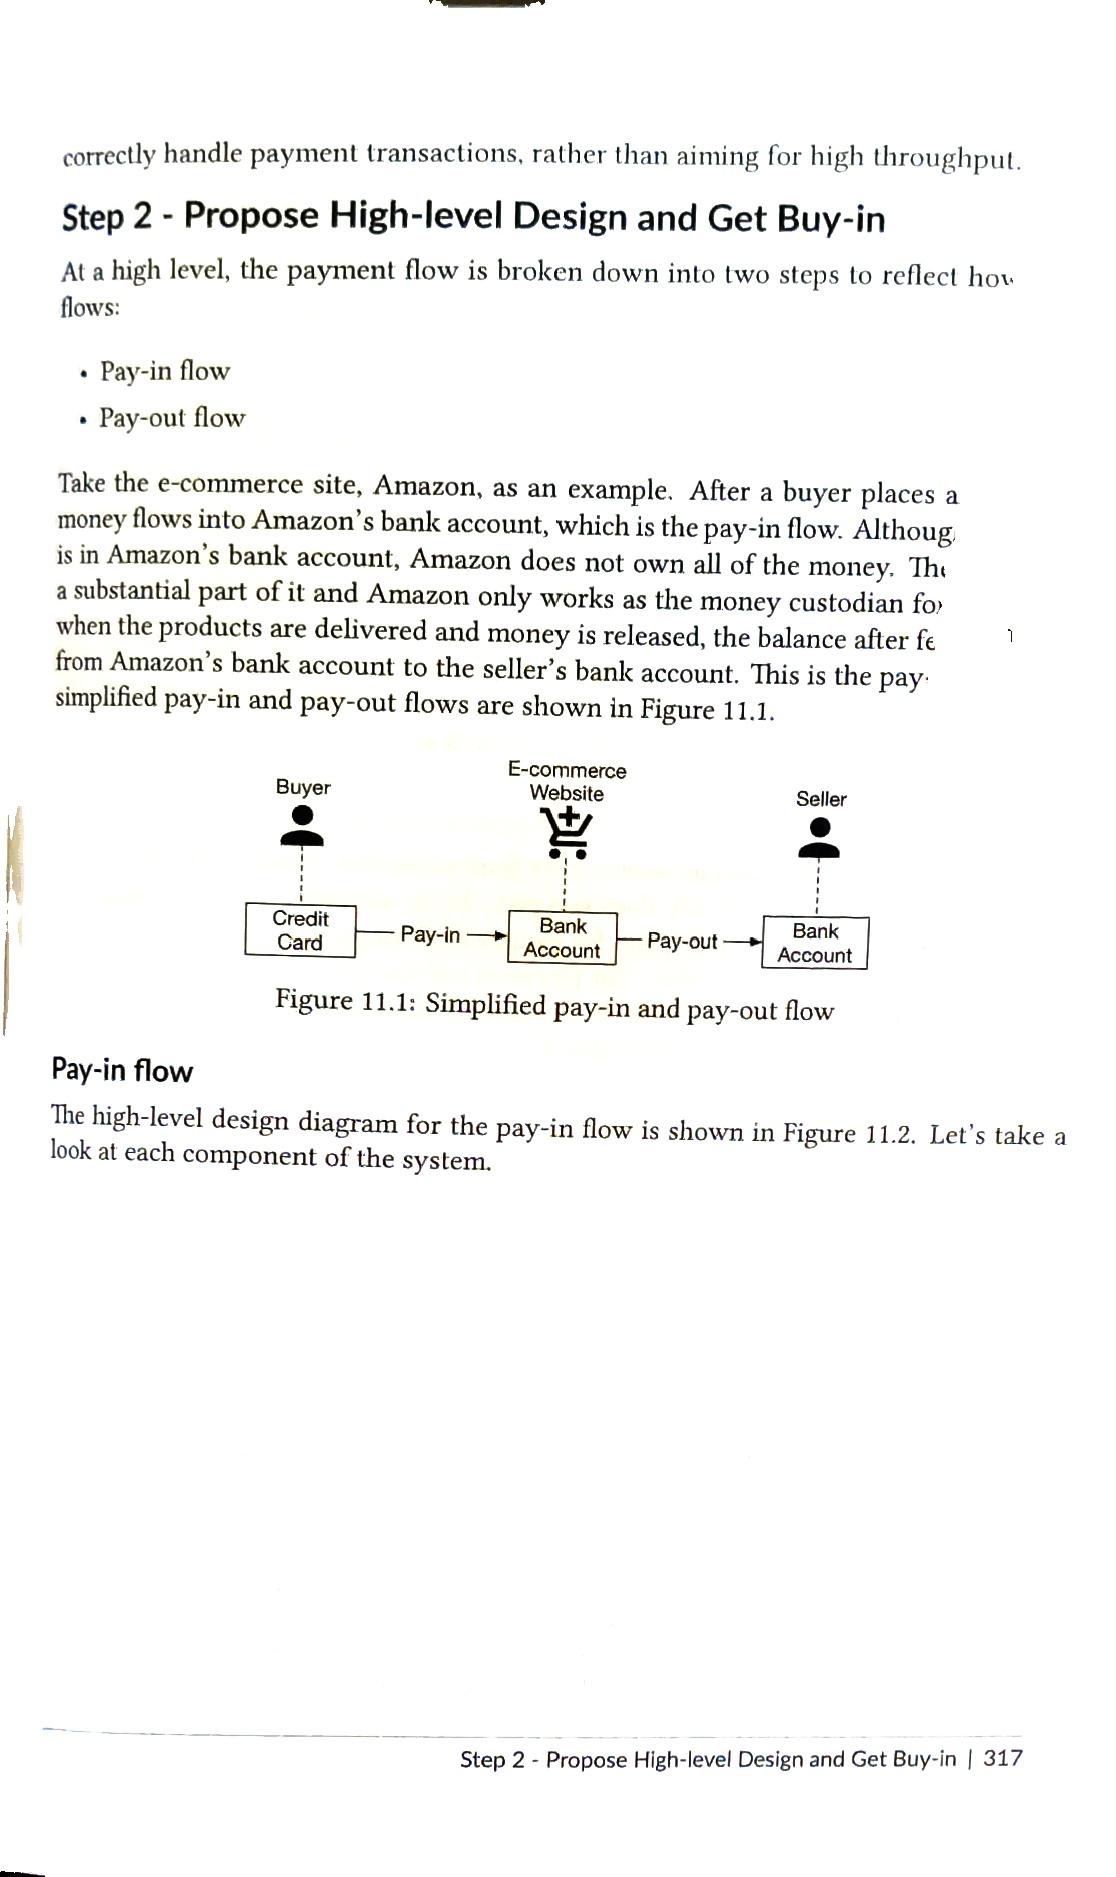 correctly handle payment transactions, rather than aiming for high throughput.
Step 2 - Propose High-level Design and Get Buy-in
At a high level, the payment flow is broken down into two steps to reflect
flows:
• Pay-in flow
• Pay-out flow
Take the e-commerce site, Amazon, as an example. After a buyer places a
money flows into Amazon's bank account, which is the pay-in flow.
is in Amazon's bank account, Amazon does not own all of the money.
a substantial part of it and Amazon only works as the money custodian
when the products are delivered and money is released, the balance after
from Amazon's bank account to the seller's bank account. This is the pay-
simplified pay-in and pay-out flows are shown in Figure 11.1.
Buyer
E-commerce
Website
Seller
Credit
Card
Pay-in
Bank
Account
Pay-out
Bank
Account
Figure 11.1: Simplified pay-in and pay-out flow
Pay-in flow
The high-level design diagram for the pay-in flow is shown in Figure 11.2. Let's take a
look at each component of the system.
Step 2 - Propose High-level Design and Get Buy-in | 317